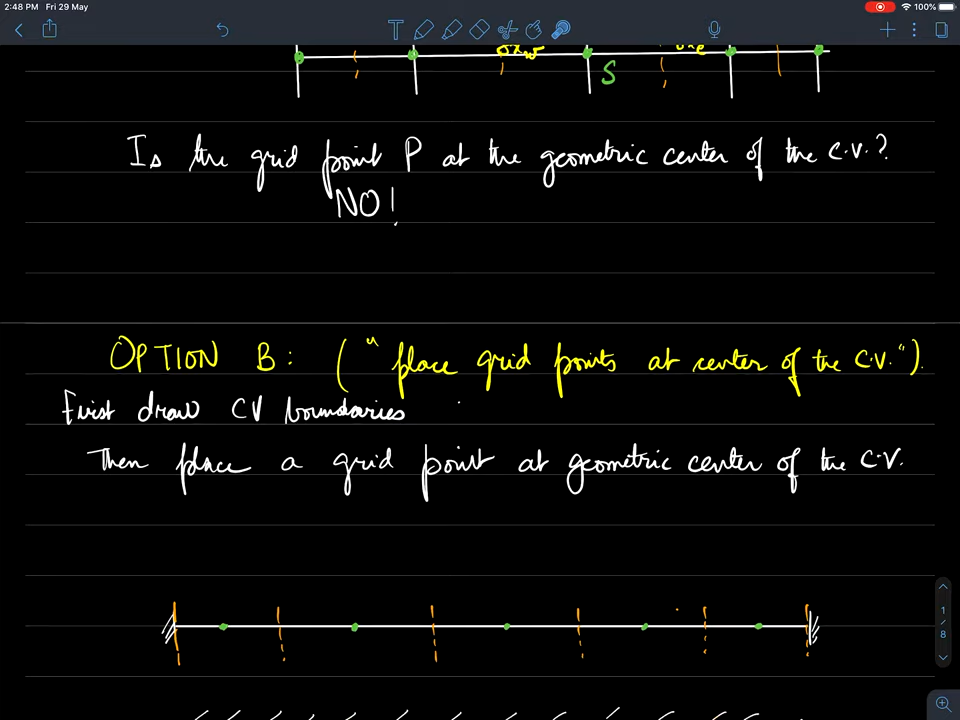 2:48 PM Fri 29 May
100%
δxw δxe
S
Is the grid point P at the geometric center of the C.V.?
NO!
OPTION B: ("place grid points at center of the C.V.").
First draw CV boundaries
Then place a grid point at geometric center of the C.V.
1
/
8